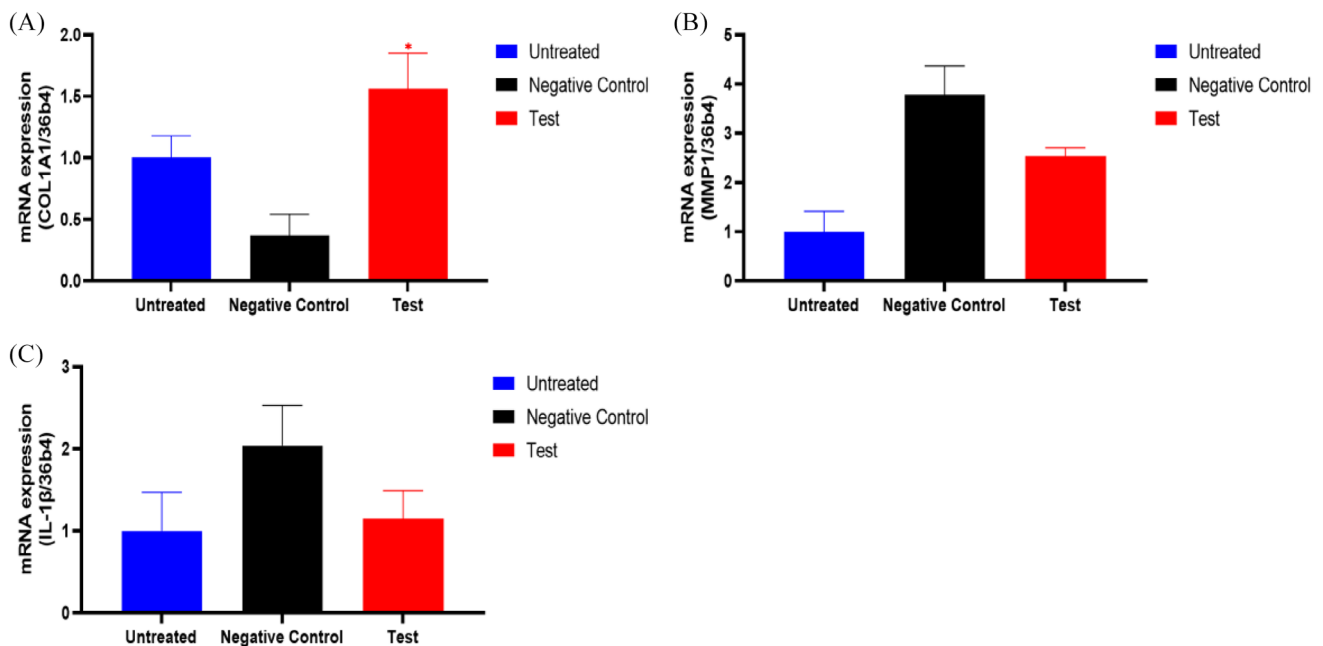 (A)
mRNA expression
(COL1A1/36b4)
2.0
1.5
1.0
0.5
0.0
*
Untreated
Negative Control
Test
Untreated
Negative Control
Test
(B)
mRNA expression
(MMP1/36b4)
5
4
3
2
1
0
Untreated
Negative Control
Test
Untreated
Negative Control
Test
(C)
mRNA expression
(IL-1β/36b4)
3
2
1
0
Untreated
Negative Control
Test
Untreated
Negative Control
Test